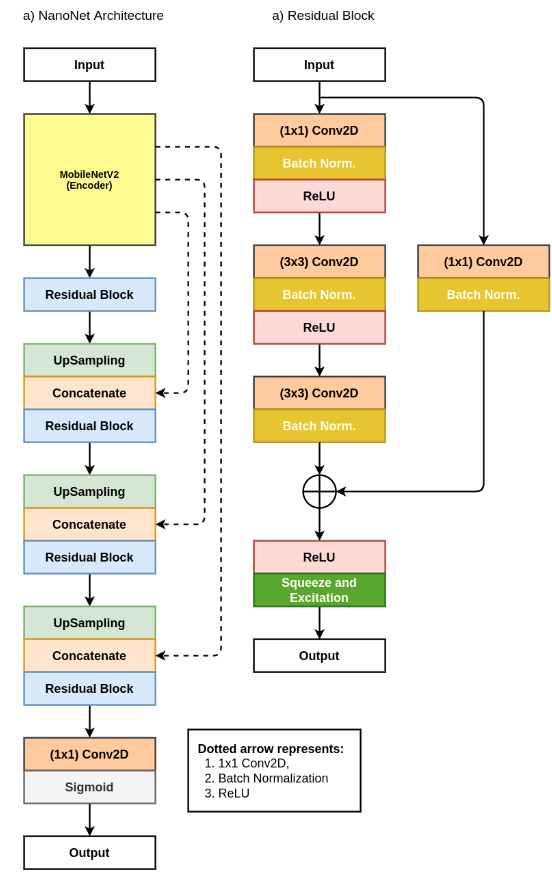 a) NanoNet Architecture
Input
MobileNetV2
(Encoder)
Residual Block
UpSampling
Concatenate
Residual Block
UpSampling
Concatenate
Residual Block
UpSampling
Concatenate
Residual Block
(1x1) Conv2D
Sigmoid
Output
a) Residual Block
Input
(1x1) Conv2D
Batch Norm.
ReLU
(3x3) Conv2D
Batch Norm.
ReLU
(3x3) Conv2D
Batch Norm.
(1x1) Conv2D
Batch Norm.
ReLU
Squeeze and
Excitation
Output
Dotted arrow represents:
1. 1x1 Conv2D,
2. Batch Normalization
3. ReLU